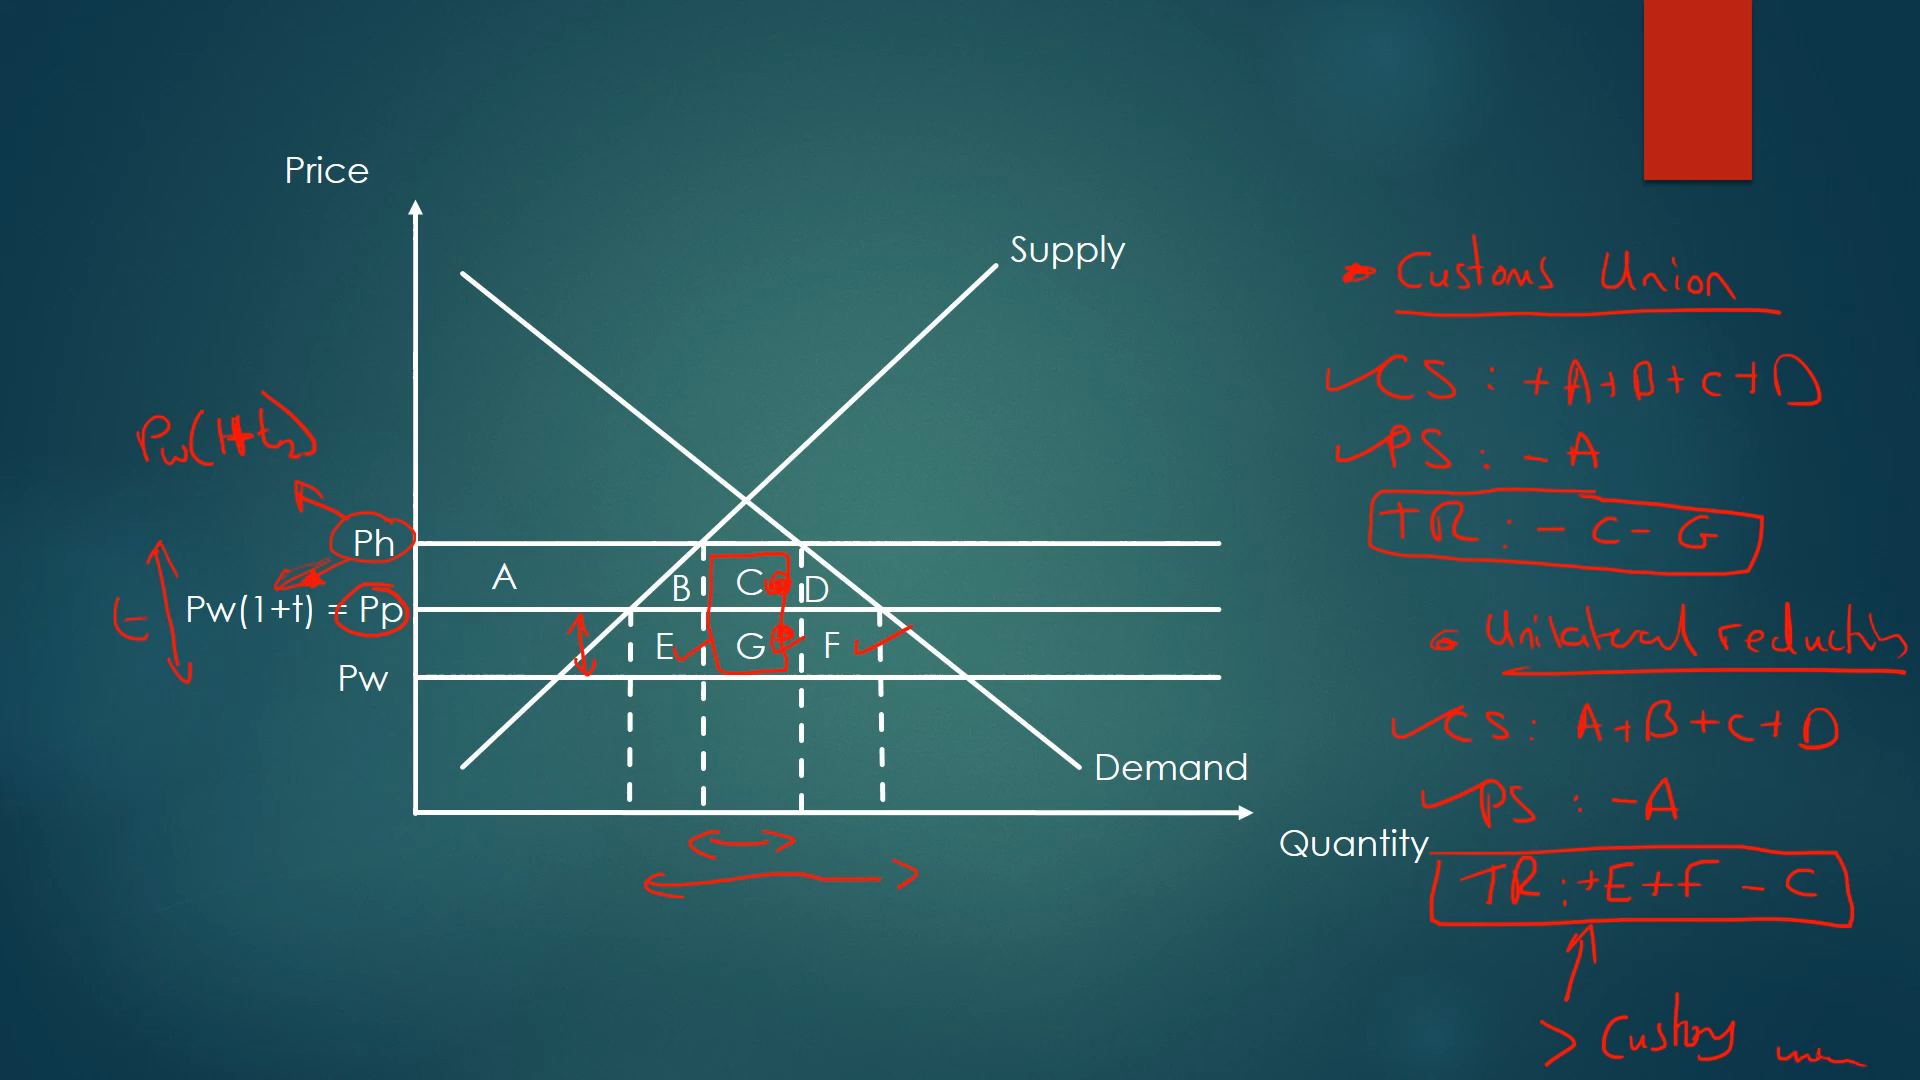 Price
Supply
Customs Union
CS : + A + B + C + D
PS : - A
TR : - C - G
Pw(1+t2)
Ph
A
B
C
D
Pw(1+t) = Pp
E
G
F
t
Pw
Unilateral reduction
CS : A + B + C + D
PS : - A
TR : + E + F - C
Demand
Quantity
> Customs